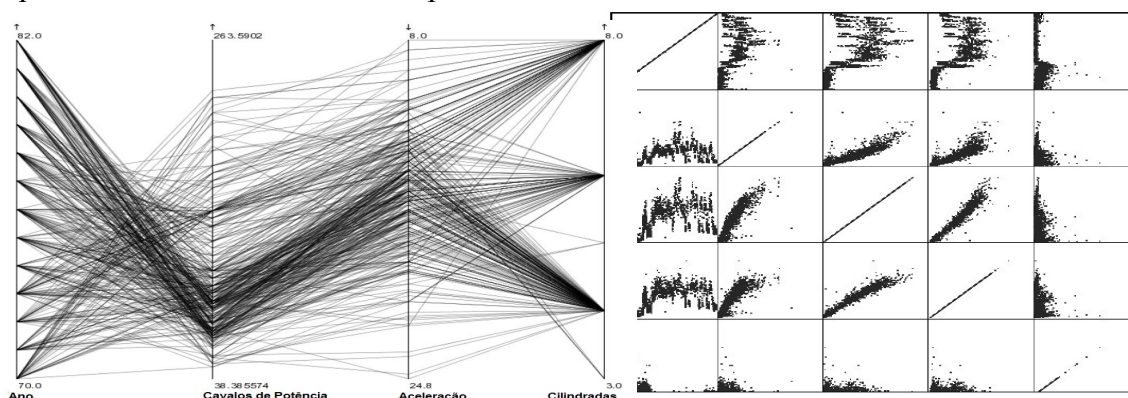 ↑ ↑ ↓ ↑
82.0 263.5902 8.0 8.0
70.0 38.385574 24.8 3.0
Ano Cavalos de Potência Aceleração Cilindradas